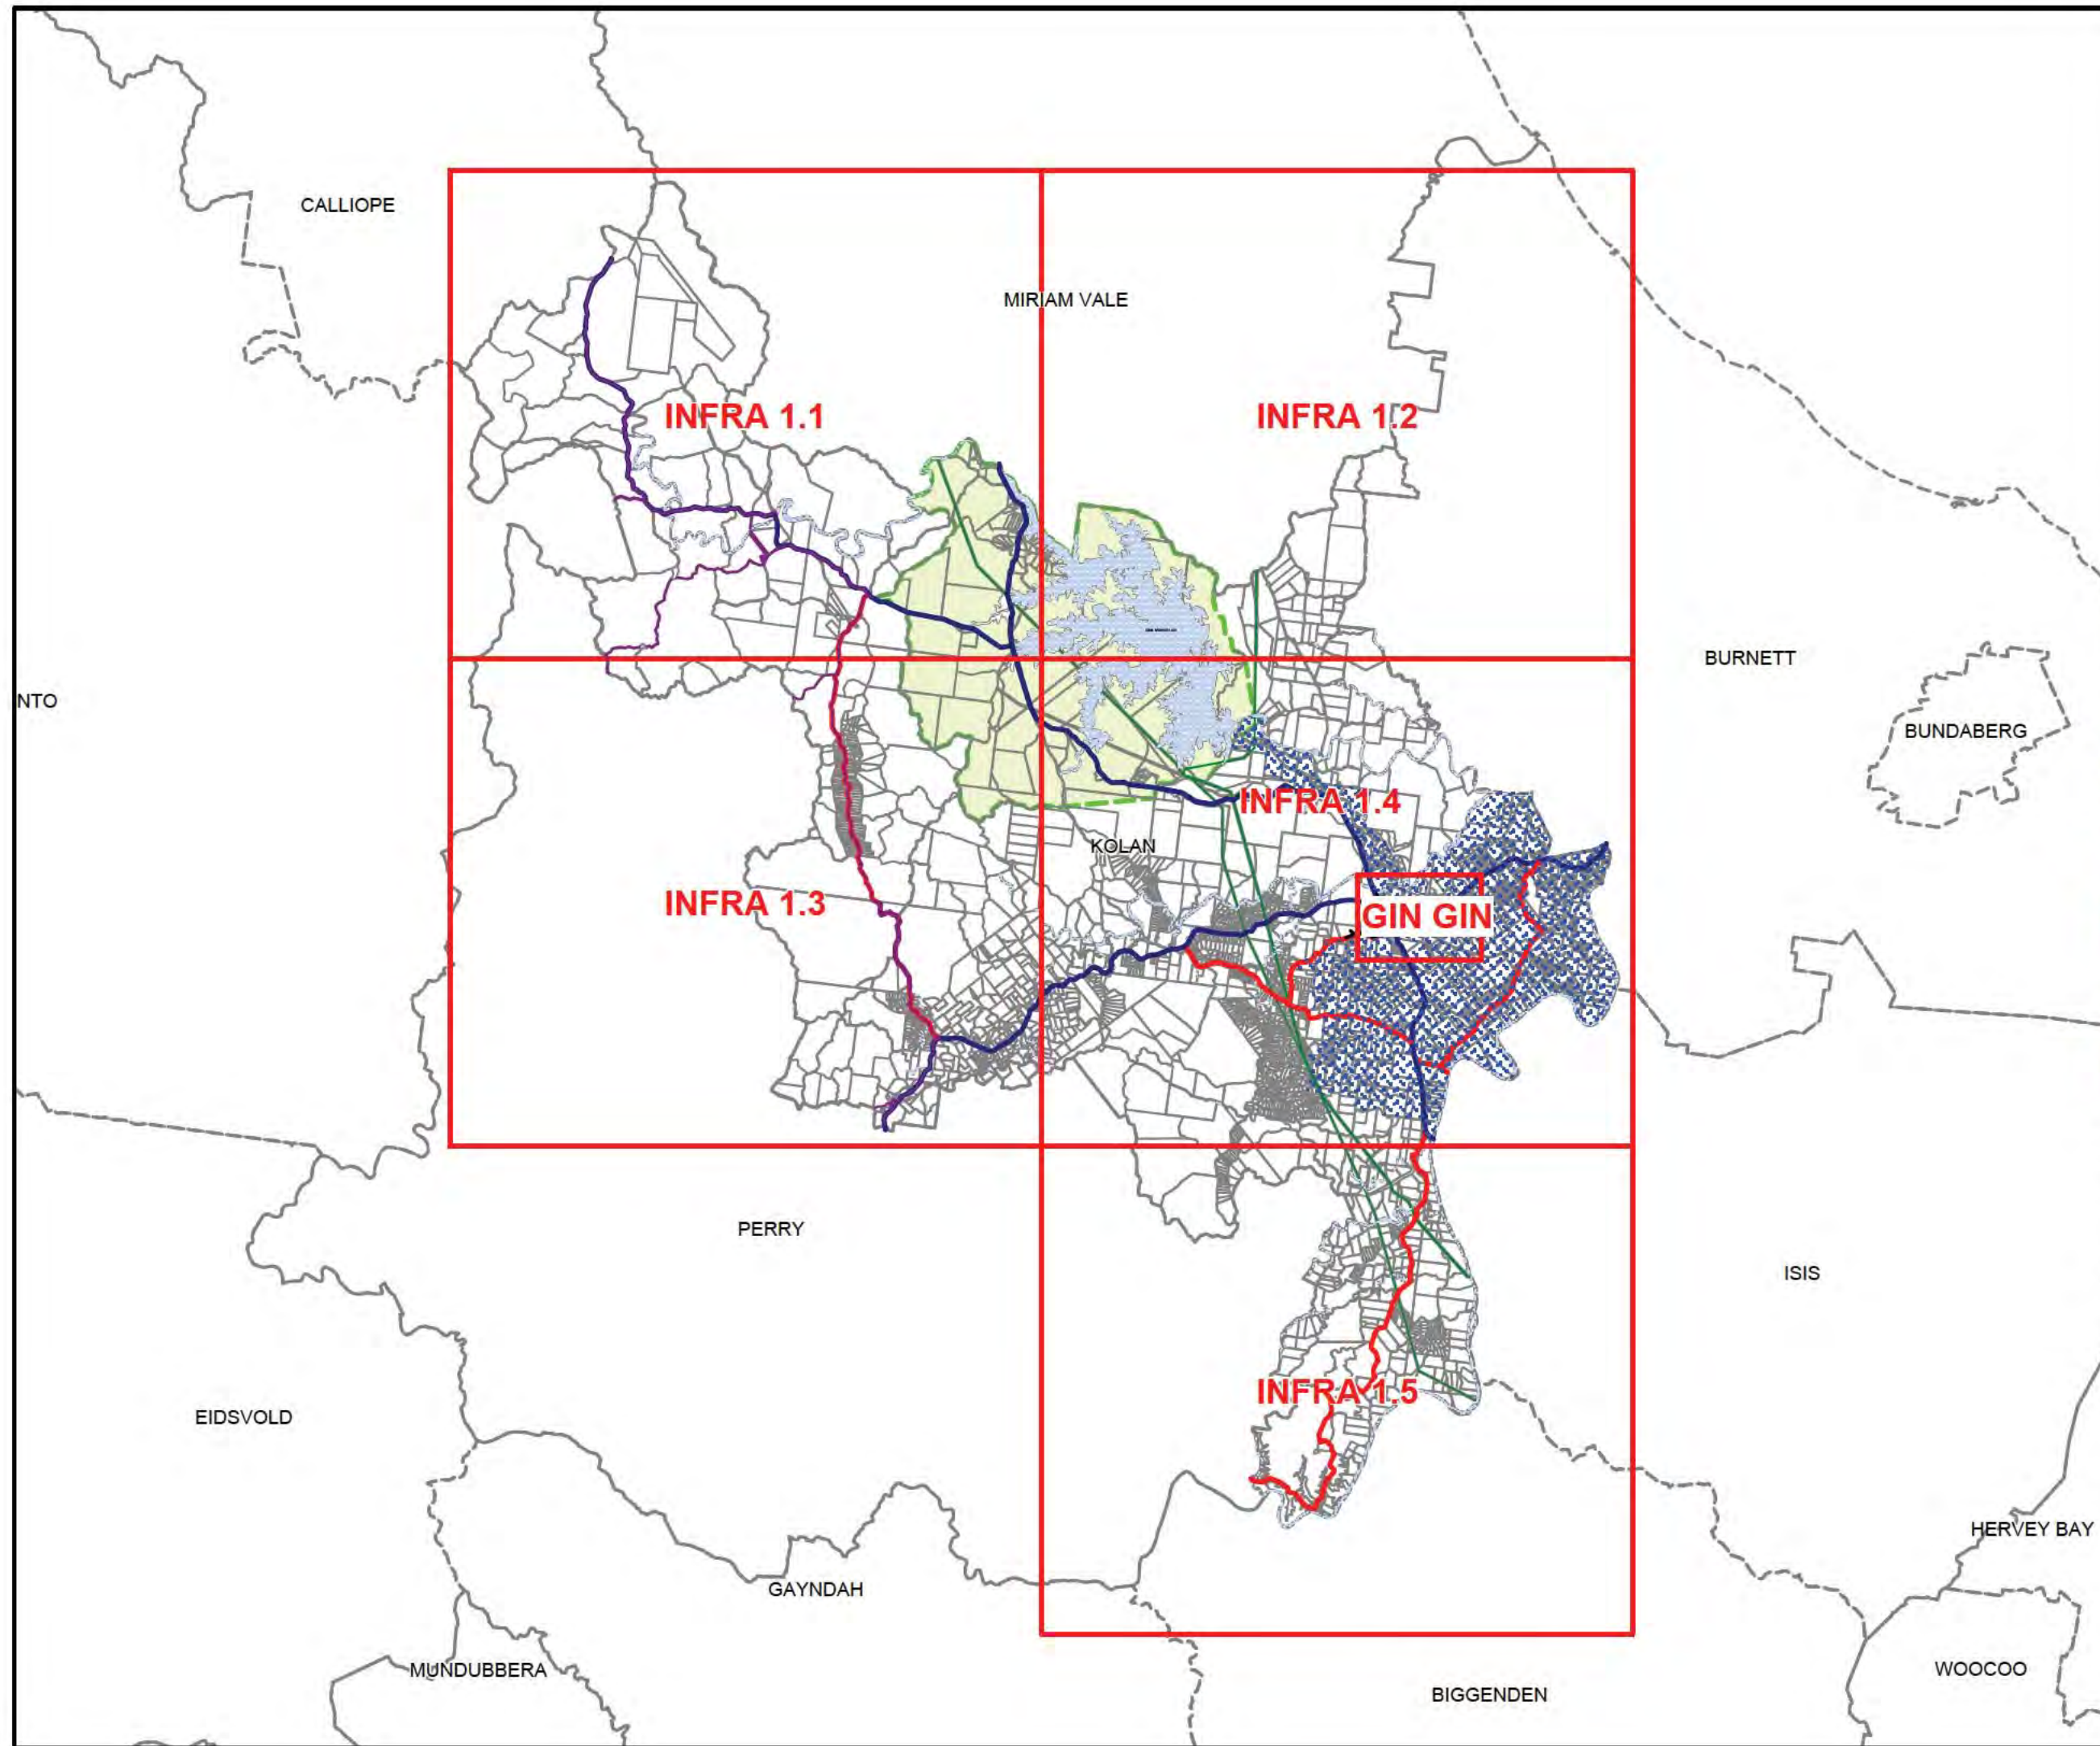 CALLIOPE
MIRIAM VALE
INFRA 1.1
INFRA 1.2
BURNETT
NTO
BUNDABERG
INFRA 1.4
KOLAN
INFRA 1.3
GIN GIN
PERRY
ISIS
INFRA 1.5
EIDSVOLD
HERVEY BAY
GAYNDAH
MUNDUBBERA
WOOCOO
BIGGENDEN